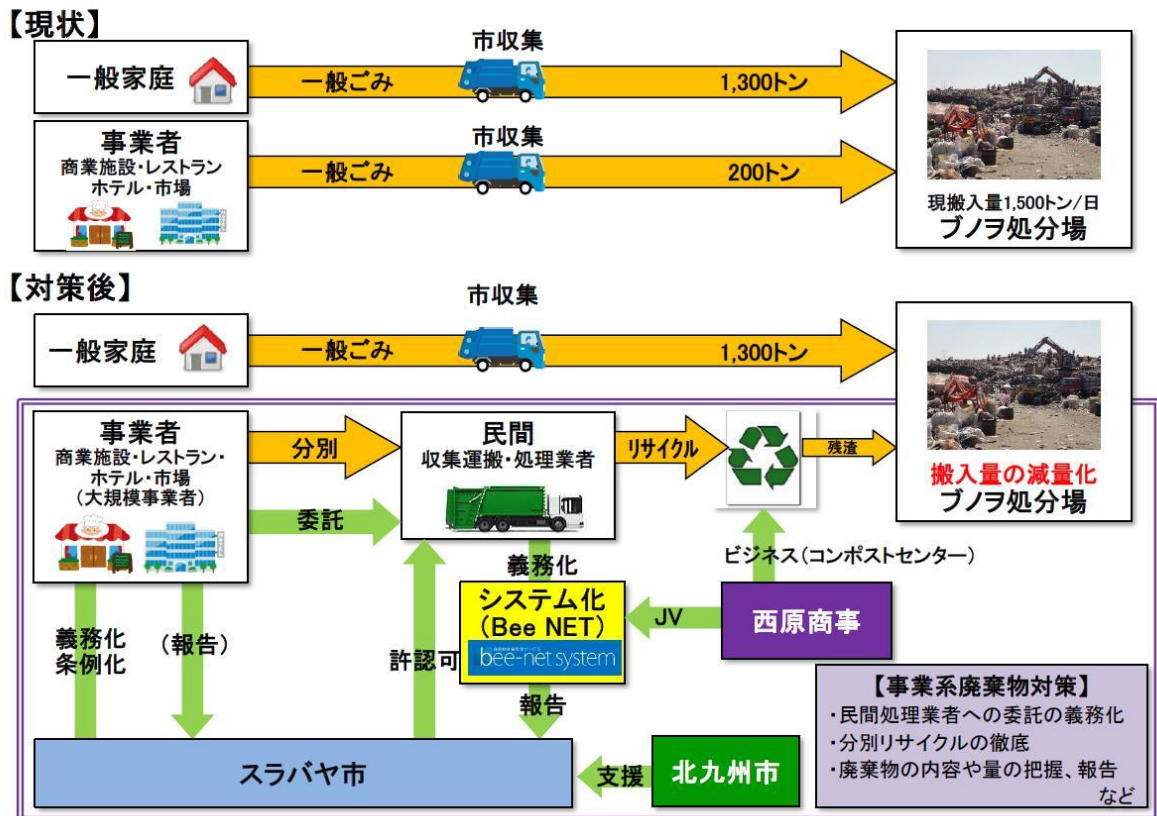 【現状】
市収集
一般家庭
一般ごみ
1,300トン
市収集
事業者
商業施設・レストラン
ホテル・市場
一般ごみ
200トン
現搬入量1,500トン/日
ブノヲ処分場
【対策後】
市収集
一般家庭
一般ごみ
1,300トン
事業者
商業施設・レストラン・
ホテル・市場
(大規模事業者)
分別
民間
収集運搬・処理業者
リサイクル
残渣
搬入量の減量化
ブノヲ処分場
委託
ビジネス(コンポストセンター)
義務化
システム化
(Bee NET)
bee-net system
JV
西原商事
義務化
条例化
(報告)
許認可
報告
スラバヤ市
支援
北九州市
【事業系廃棄物対策】
・民間処理業者への委託の義務化
・分別リサイクルの徹底
・廃棄物の内容や量の把握、報告
など